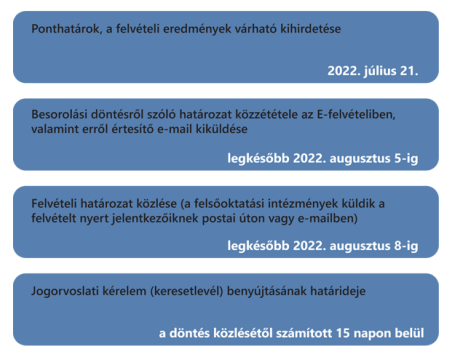 Ponthatárok, a felvételi eredmények várható kihirdetése
2022. július 21.
Besorolási döntésről szóló határozat közzététele az E-felvételiben,
valamint erről értesítő e-mail kiküldése
legkésőbb 2022. augusztus 5-ig
Felvételi határozat közlése (a felsőoktatási intézmények küldik a
felvételt nyert jelentkezőiknek postai úton vagy e-mailben)
legkésőbb 2022. augusztus 8-ig
Jogorvoslati kérelem (keresetlevél) benyújtásának határideje
a döntés közlésétől számított 15 napon belül